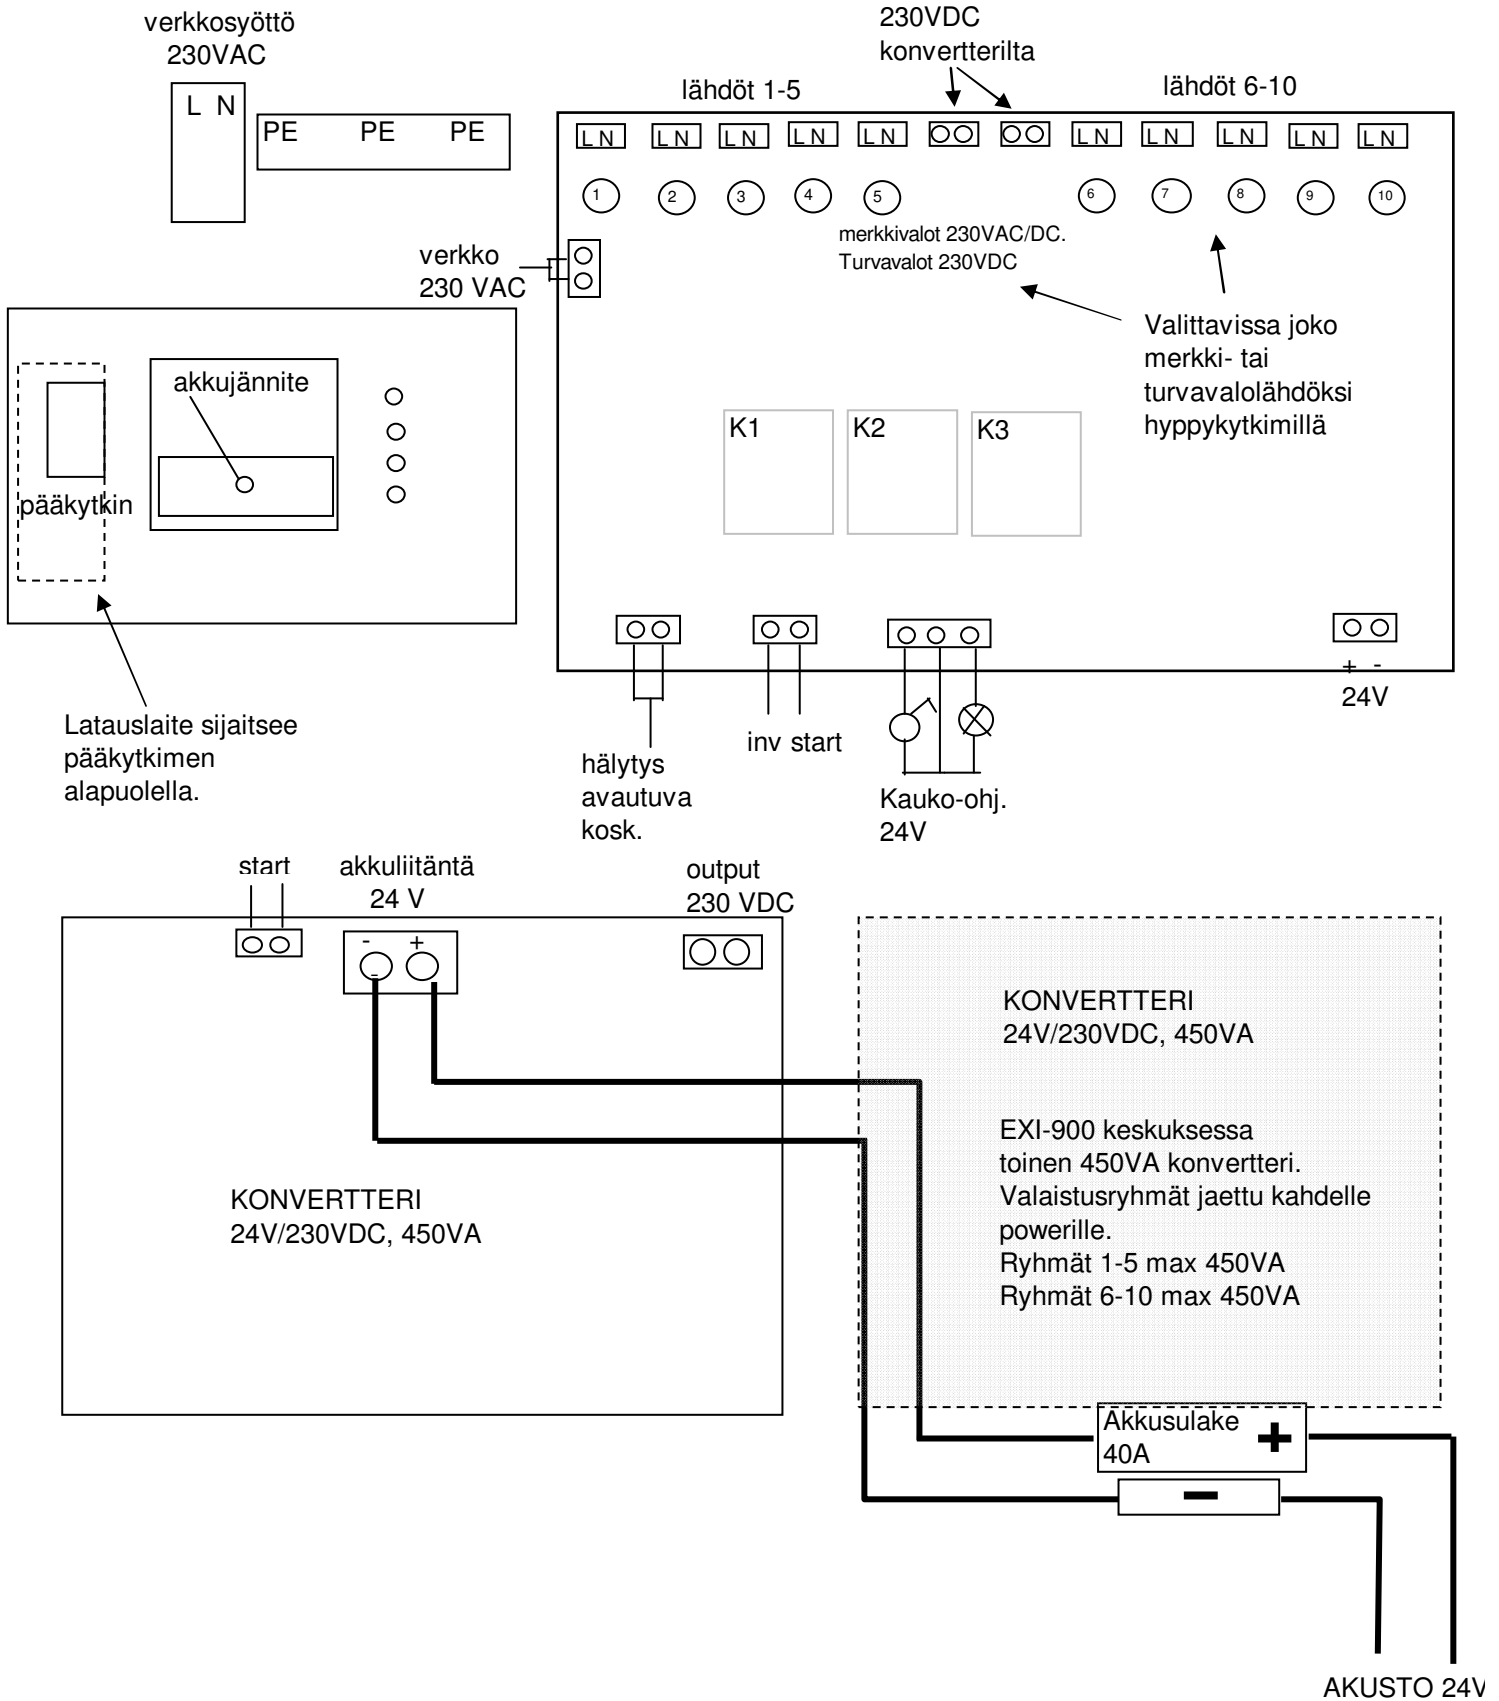 verkkosyöttö
230VAC
L N
PE PE PE
230VDC
konvertterilta
lähdöt 1-5
lähdöt 6-10
L N L N L N L N L N L N L N L N L N L N
1 2 3 4 5 6 7 8 9 10
merkkivalot 230VAC/DC.
Turvavalot 230VDC
verkko
230 VAC
Valittavissa joko
merkki- tai
turvavalolähdöksi
hyppykytkimillä
akkujännite
pääkytkin
K1 K2 K3
Latauslaite sijaitsee
pääkytkimen
alapuolella.
hälytys
avautuva
kosk.
inv start
Kauko-ohj.
24V
+ -
24V
start
akkuliitäntä
24 V
output
230 VDC
- +
-
KONVERTTERI
24V/230VDC, 450VA
KONVERTTERI
24V/230VDC, 450VA
EXI-900 keskuksessa
toinen 450VA konvertteri.
Valaistusryhmät jaettu kahdelle
powerille.
Ryhmät 1-5 max 450VA
Ryhmät 6-10 max 450VA
Akkusulake
40A
+
-
AKUSTO 24V